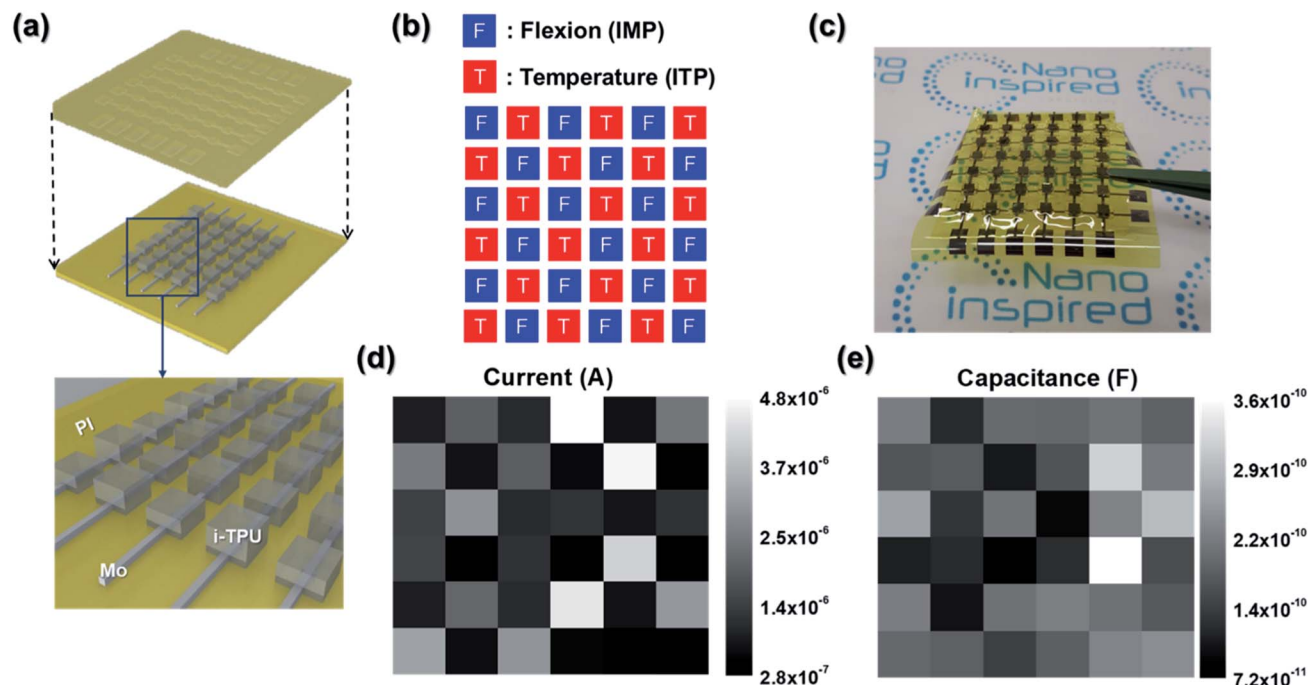 (a)
(b)
F : Flexion (IMP)
T : Temperature (ITP)
F T F T F T
T F T F T F
F T F T F T
T F T F T F
F T F T F T
T F T F T F
(c)
Nano
inspired
Nano
inspired
PI
i-TPU
Mo
(d)
Current (A)
4.8x10⁻⁶
3.7x10⁻⁶
2.5x10⁻⁶
1.4x10⁻⁶
2.8x10⁻⁷
(e)
Capacitance (F)
3.6x10⁻¹⁰
2.9x10⁻¹⁰
2.2x10⁻¹⁰
1.4x10⁻¹⁰
7.2x10⁻¹¹